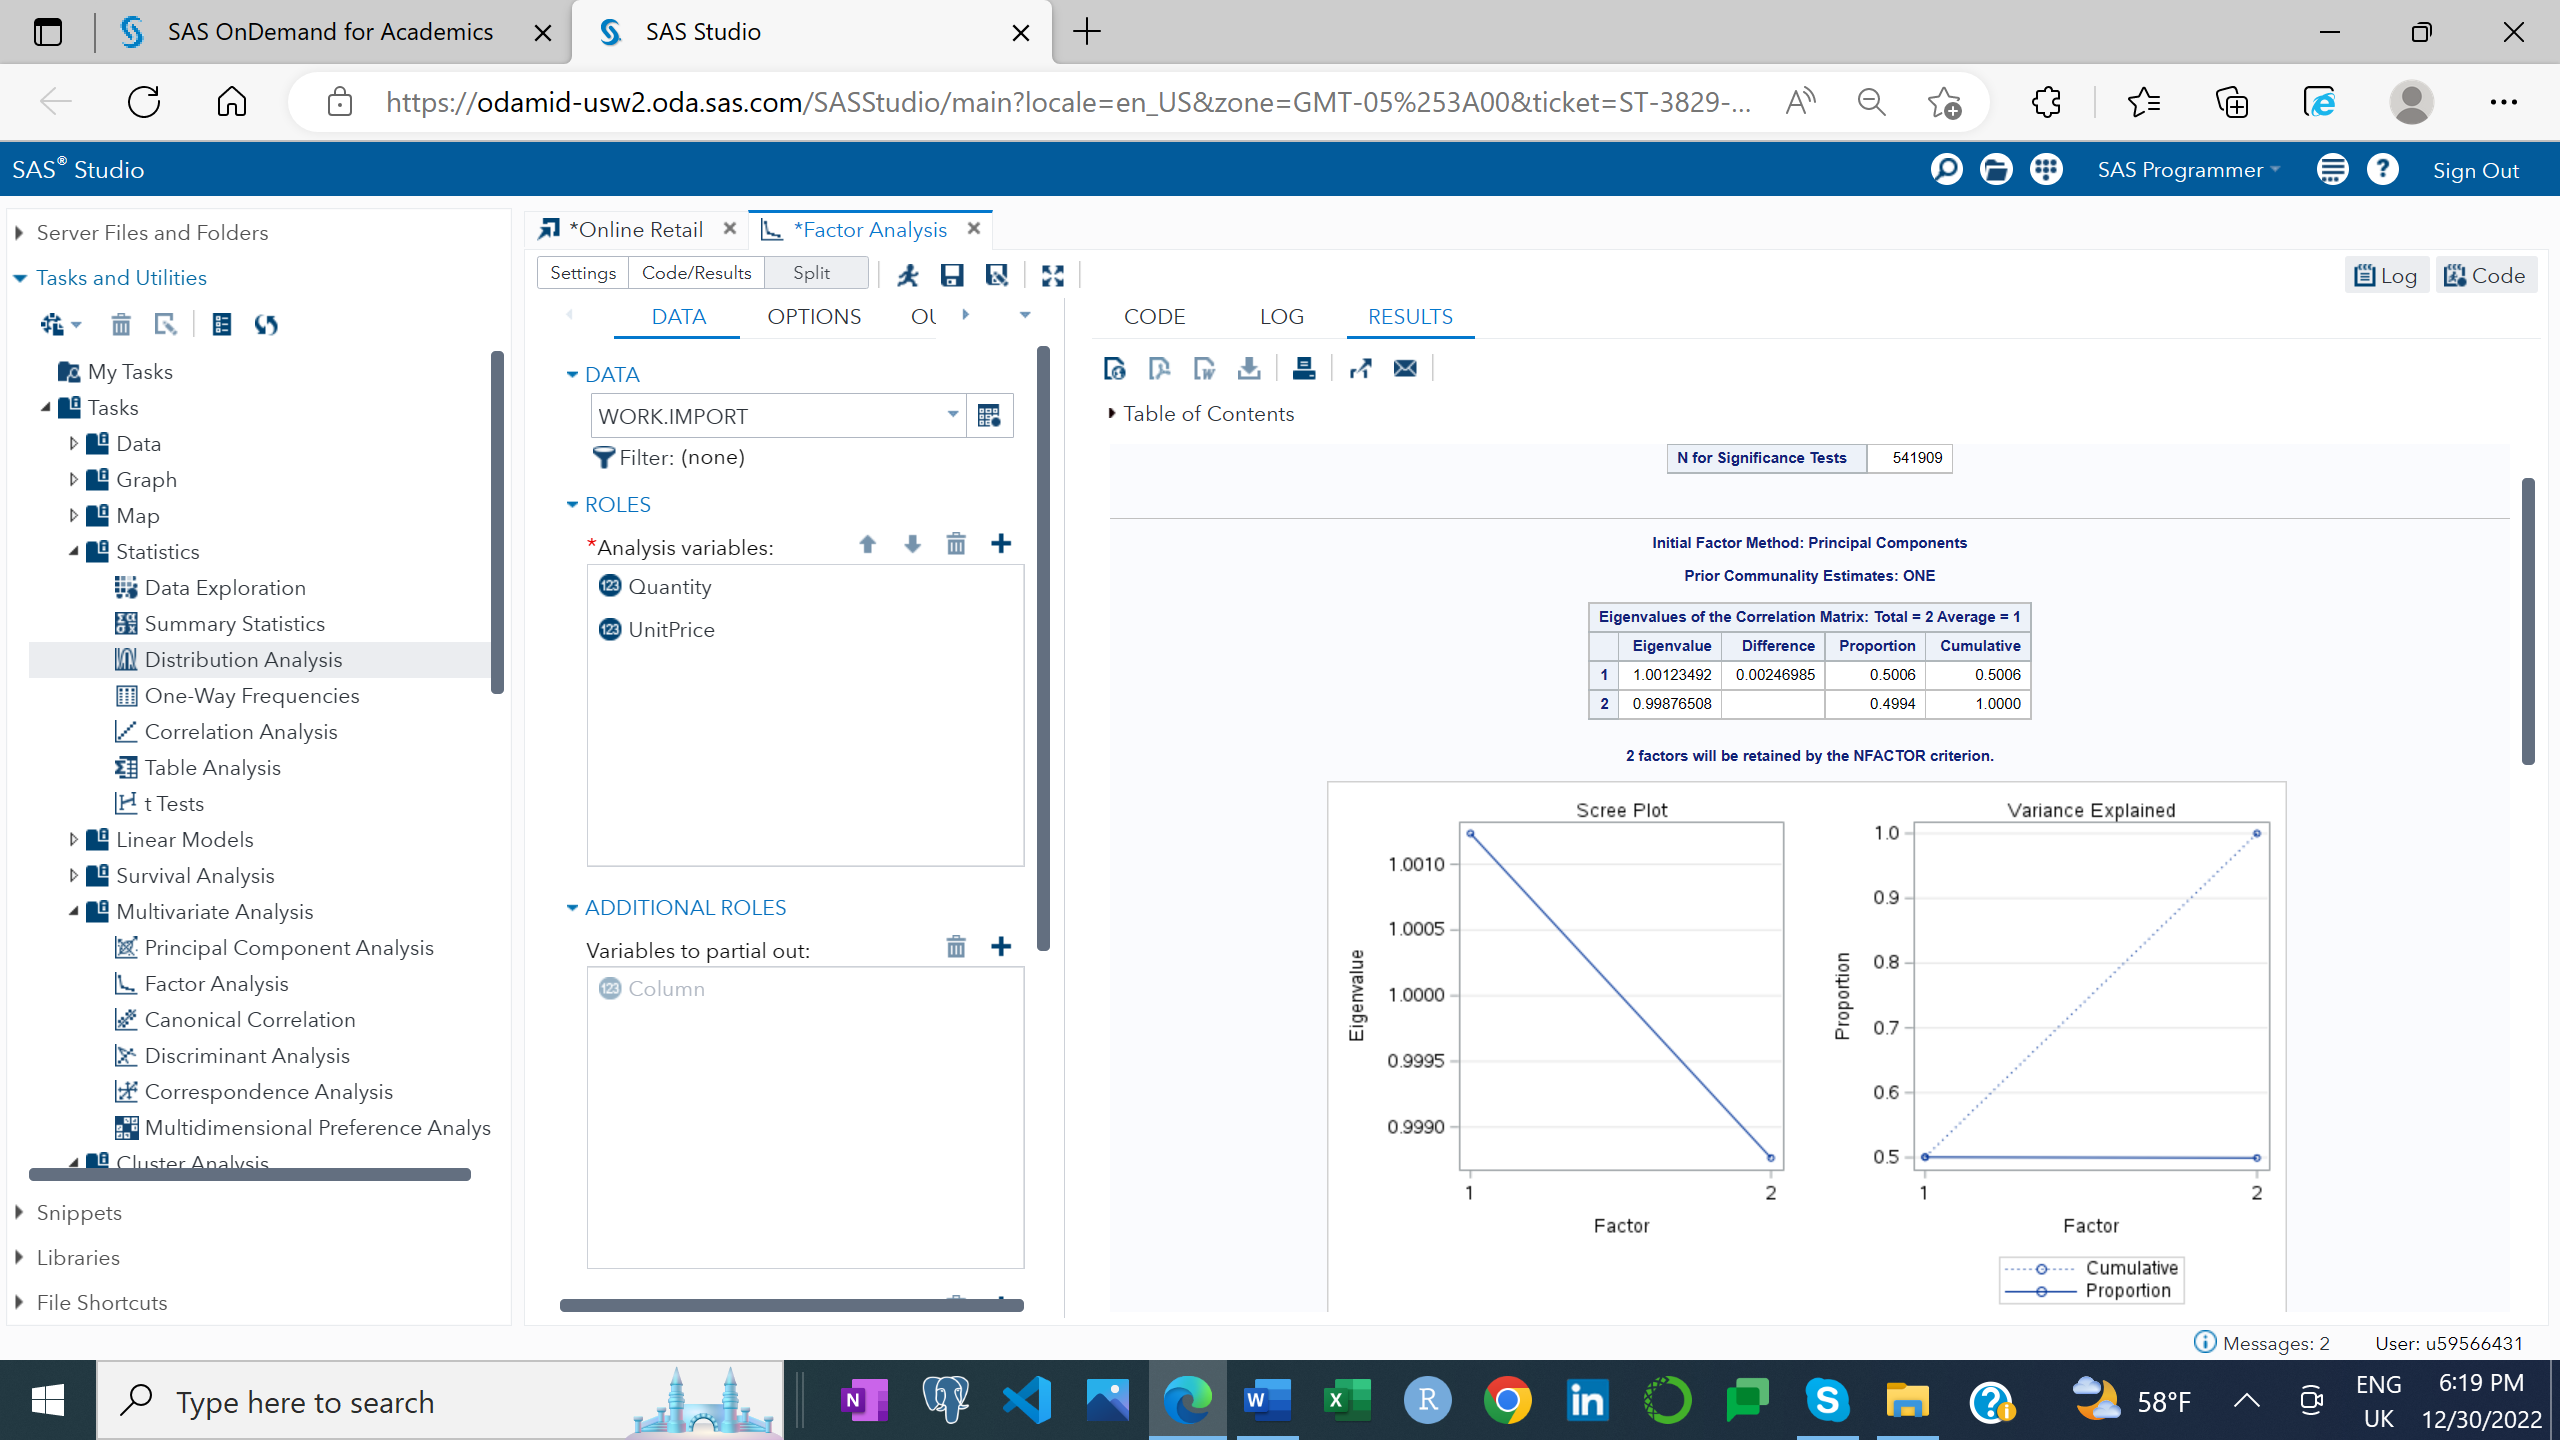 SAS OnDemand for Academics
SAS Studio
https://odamid-usw2.oda.sas.com/SASStudio/main?locale=en_US&zone=GMT-05%253A00&ticket=ST-3829-...
SAS® Studio
SAS Programmer
Sign Out
Server Files and Folders
Tasks and Utilities
My Tasks
Tasks
Data
Graph
Map
Statistics
Data Exploration
Summary Statistics
Distribution Analysis
One-Way Frequencies
Correlation Analysis
Table Analysis
t Tests
Linear Models
Survival Analysis
Multivariate Analysis
Principal Component Analysis
Factor Analysis
Canonical Correlation
Discriminant Analysis
Correspondence Analysis
Multidimensional Preference Analys
Cluster Analysis
Snippets
Libraries
File Shortcuts
*Online Retail
*Factor Analysis
Settings Code/Results Split
Log Code
DATA OPTIONS OU
DATA
WORK.IMPORT
Filter: (none)
ROLES
*Analysis variables:
123 Quantity
123 UnitPrice
ADDITIONAL ROLES
Variables to partial out:
123 Column
CODE LOG RESULTS
Table of Contents
N for Significance Tests 541909
Initial Factor Method: Principal Components
Prior Communality Estimates: ONE
Eigenvalues of the Correlation Matrix: Total = 2 Average = 1
Eigenvalue Difference Proportion Cumulative
1 1.00123492 0.00246985 0.5006 0.5006
2 0.99876508 0.4994 1.0000
2 factors will be retained by the NFACTOR criterion.
Scree Plot
Eigenvalue
1.0010
1.0005
1.0000
0.9995
0.9990
1 2
Factor
Variance Explained
Proportion
1.0
0.9
0.8
0.7
0.6
0.5
1 2
Factor
Cumulative
Proportion
Messages: 2
User: u59566431
Type here to search
58°F
ENG
UK
6:19 PM
12/30/2022